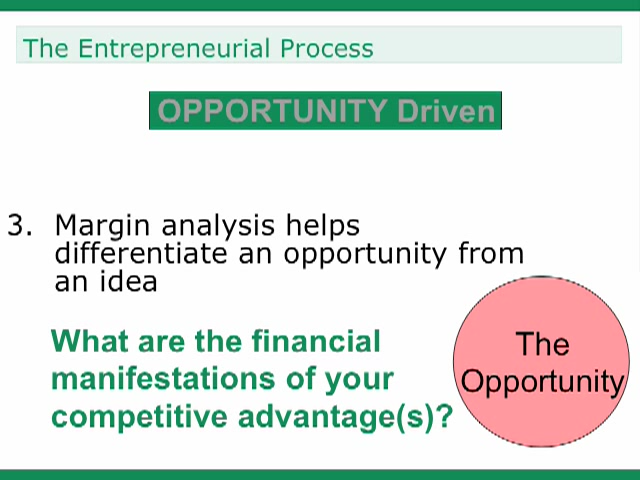 The Entrepreneurial Process
OPPORTUNITY Driven
3. Margin analysis helps
differentiate an opportunity from
an idea
What are the financial
manifestations of your
competitive advantage(s)?
The
Opportunity